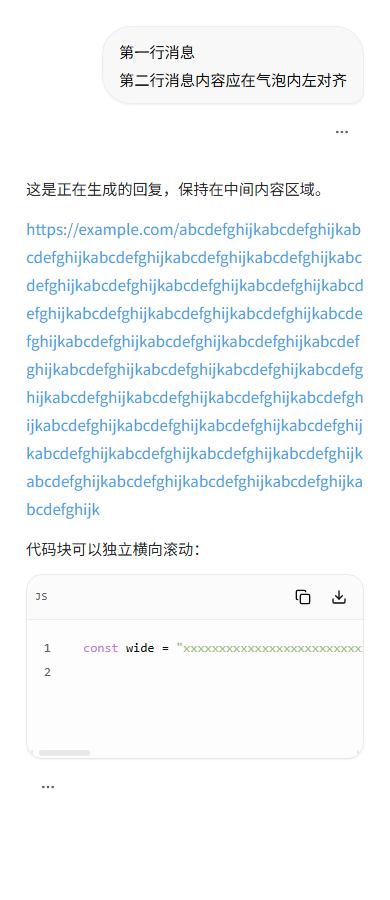 第一行消息
第二行消息内容应在气泡内左对齐
这是正在生成的回复，保持在中间内容区域。
https://example.com/abcdefghijkabcdefghijkab
cdefghijkabcdefghijkabcdefghijkabcdefghijkabc
defghijkabcdefghijkabcdefghijkabcdefghijkabcd
efghijkabcdefghijkabcdefghijkabcdefghijkabcde
fghijkabcdefghijkabcdefghijkabcdefghijkabcdef
ghijkabcdefghijkabcdefghijkabcdefghijkabcdefg
hijkabcdefghijkabcdefghijkabcdefghijkabcdefgh
ijkabcdefghijkabcdefghijkabcdefghijkabcdefghij
kabcdefghijkabcdefghijkabcdefghijkabcdefghijk
abcdefghijkabcdefghijkabcdefghijkabcdefghijka
bcdefghijk
代码块可以独立横向滚动：
JS
1 const wide = "xxxxxxxxxxxxxxxxxxxxxxxxxx
2